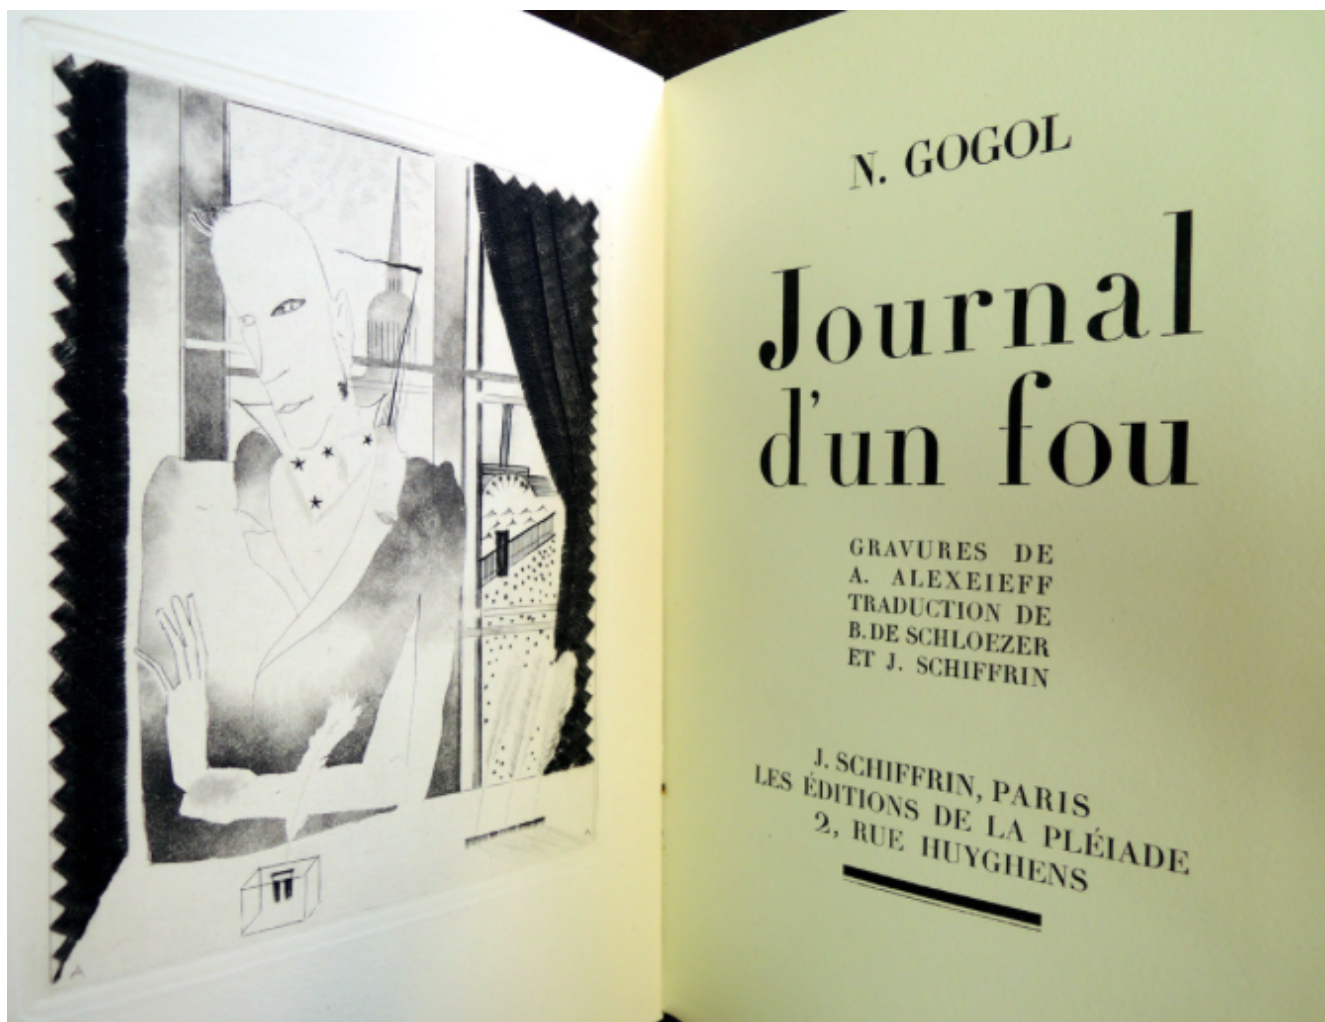 N. GOGOL
Journal
d'un fou
GRAVURES DE
A. ALEXEIEFF
TRADUCTION DE
B. DE SCHLOEZER
ET J. SCHIFFRIN
J. SCHIFFRIN, PARIS
LES ÉDITIONS DE LA PLÉIADE
2, RUE HUYGHENS